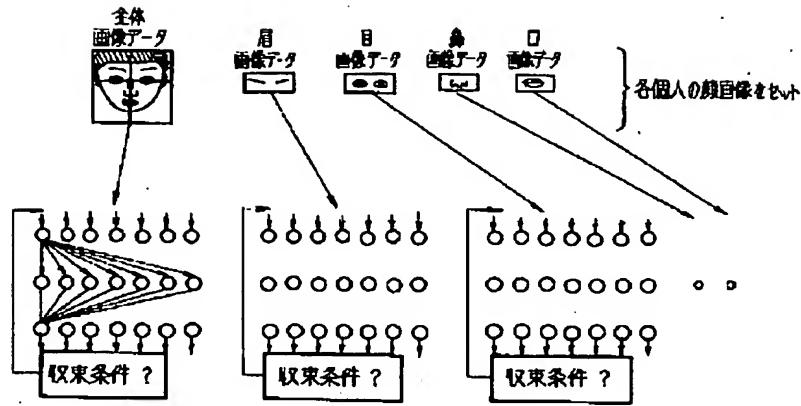 全体
画像データ
眉
画像データ
目
画像データ
鼻
画像データ
口
画像データ
各個人の顔画像をセット
収束条件 ?
収束条件 ?
収束条件 ?